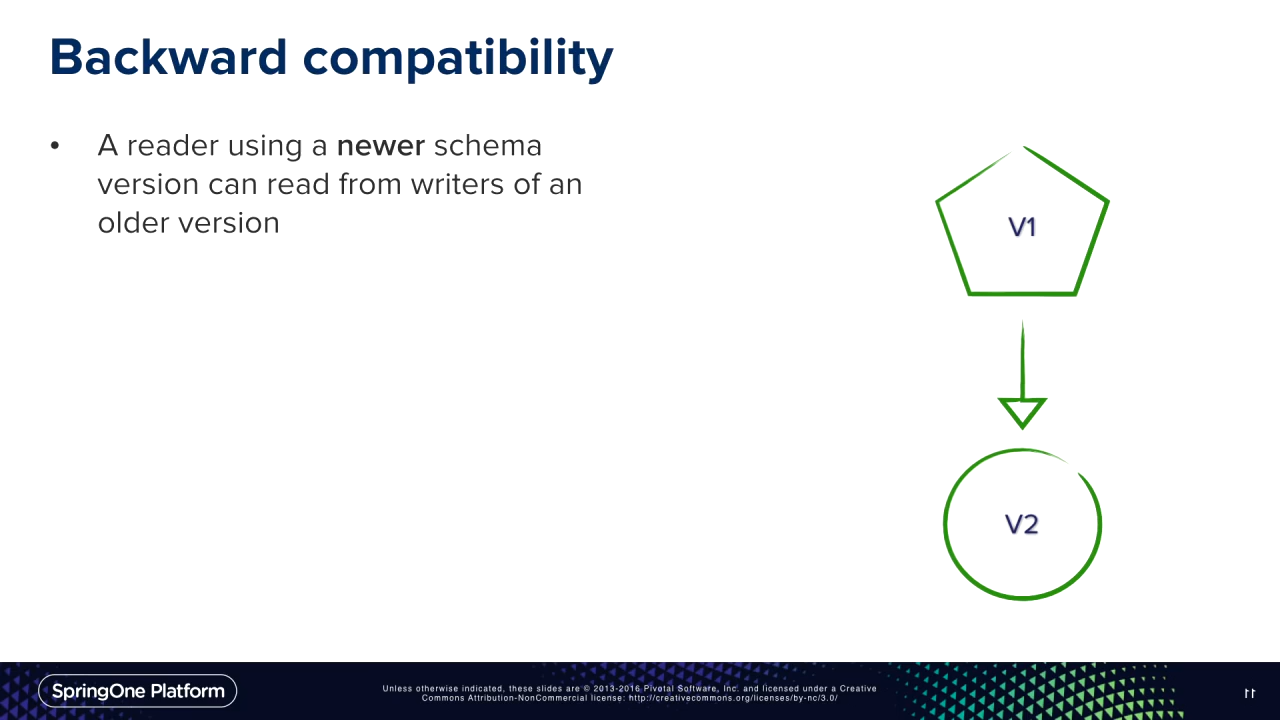 Backward compatibility
• A reader using a newer schema
version can read from writers of an
older version
V1
V2
SpringOne Platform
Unless otherwise indicated, these slides are © 2013-2016 Pivotal Software, Inc. and licensed under a Creative
Commons Attribution-NonCommercial license: http://creativecommons.org/licenses/by-nc/3.0/
11